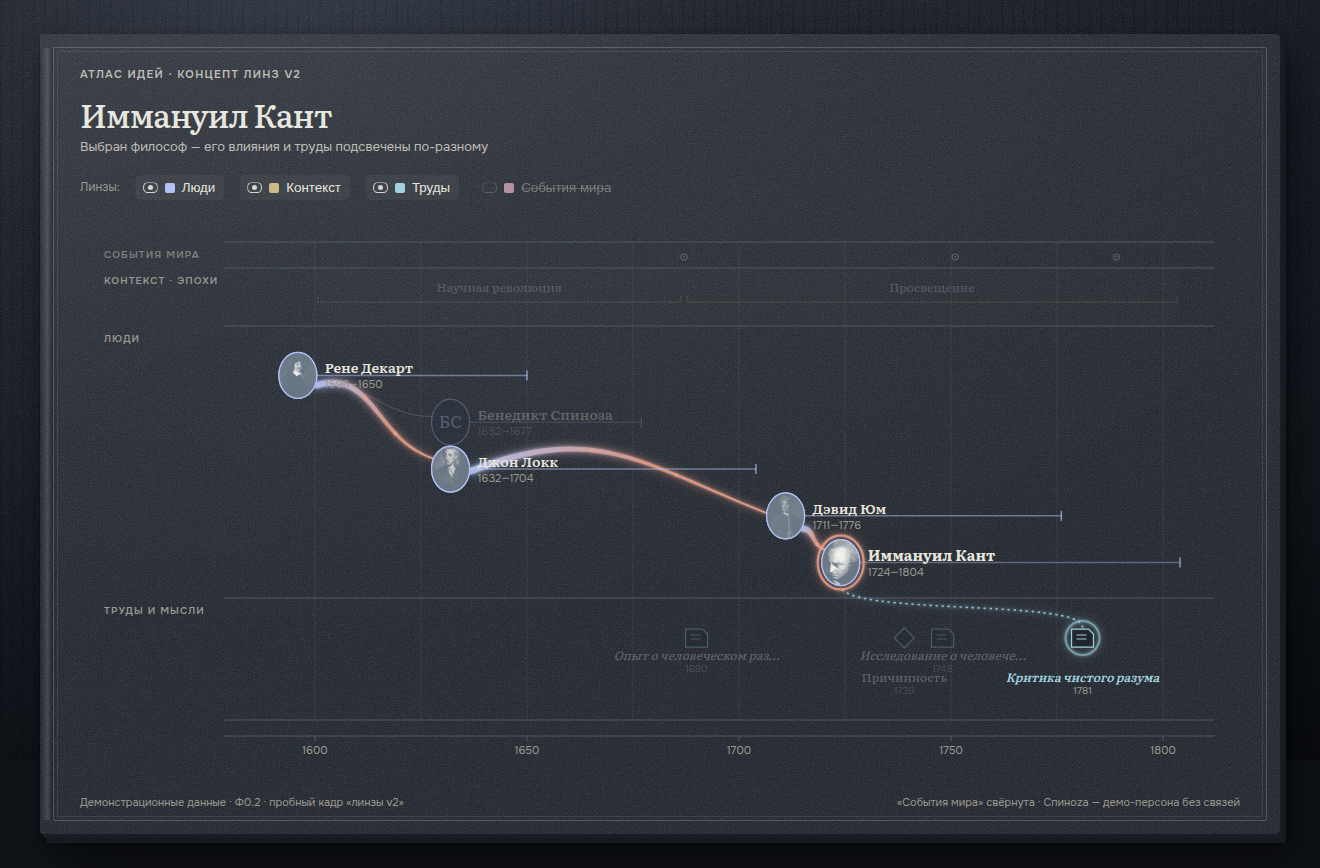 АТЛАС ИДЕЙ · КОНЦЕПТ ЛИНЗ V2
Иммануил Кант
Выбран философ — его влияния и труды подсвечены по-разному
Линзы: Люди Контекст Труды События мира
СОБЫТИЯ МИРА
КОНТЕКСТ · ЭПОХИ
Научная революция Просвещение
ЛЮДИ
Рене Декарт
1596—1650
БС Бенедикт Спиноза
1632—1677
Джон Локк
1632—1704
Дэвид Юм
1711—1776
Иммануил Кант
1724—1804
ТРУДЫ И МЫСЛИ
Опыт о человеческом раз... Исследование о человече...
1690 1748
Причинность Критика чистого разума
1739 1781
1600 1650 1700 1750 1800
Демонстрационные данные · Ф0.2 · пробный кадр «линзы v2» «События мира» свёрнута · Спиноzа — демо-персона без связей